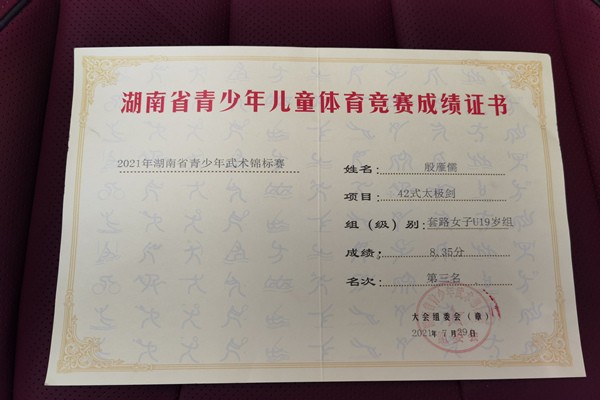 湖南省青少年儿童体育竞赛成绩证书
2021年湖南省青少年武术锦标赛
姓名:
项目: 42式太极剑
组（级）别: 套路女子U19岁组
成绩: 8.35分
名次: 第三名
大会组委会（章）
2021年7月29日